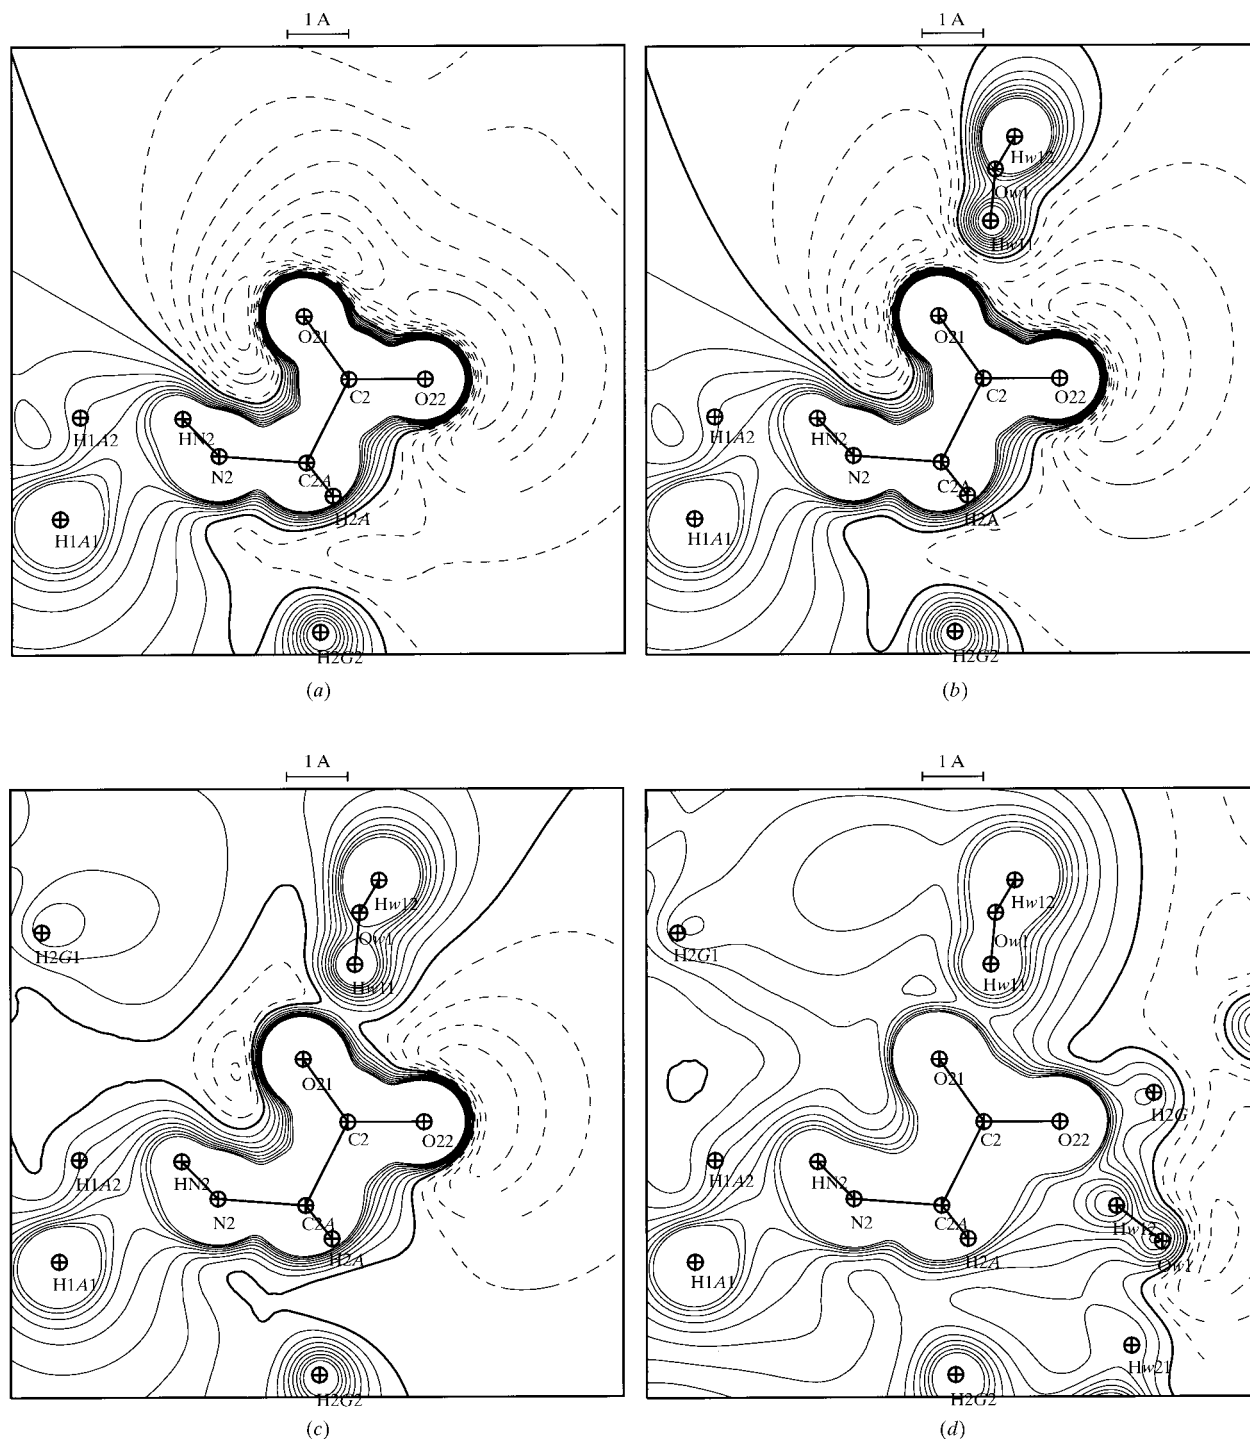 1 A
1 A
Hw12
Ow1
Hw11
O21
O21
C2
O22
C2
O22
H1A2
HN2
H1A2
HN2
N2
C2A
N2
C2A
H2A
H2A
H1A1
H1A1
H2G2
H2G2
(a)
(b)
1 A
1 A
Hw12
Hw12
Ow1
Ow1
H2G1
H2G1
Hw11
Hw11
O21
O21
H2G
C2
O22
C2
O22
H1A2
HN2
H1A2
HN2
N2
C2A
N2
C2A
Hw12
H2A
H2A
Ow1
H1A1
H1A1
Hw21
H2G2
H2G2
(c)
(d)